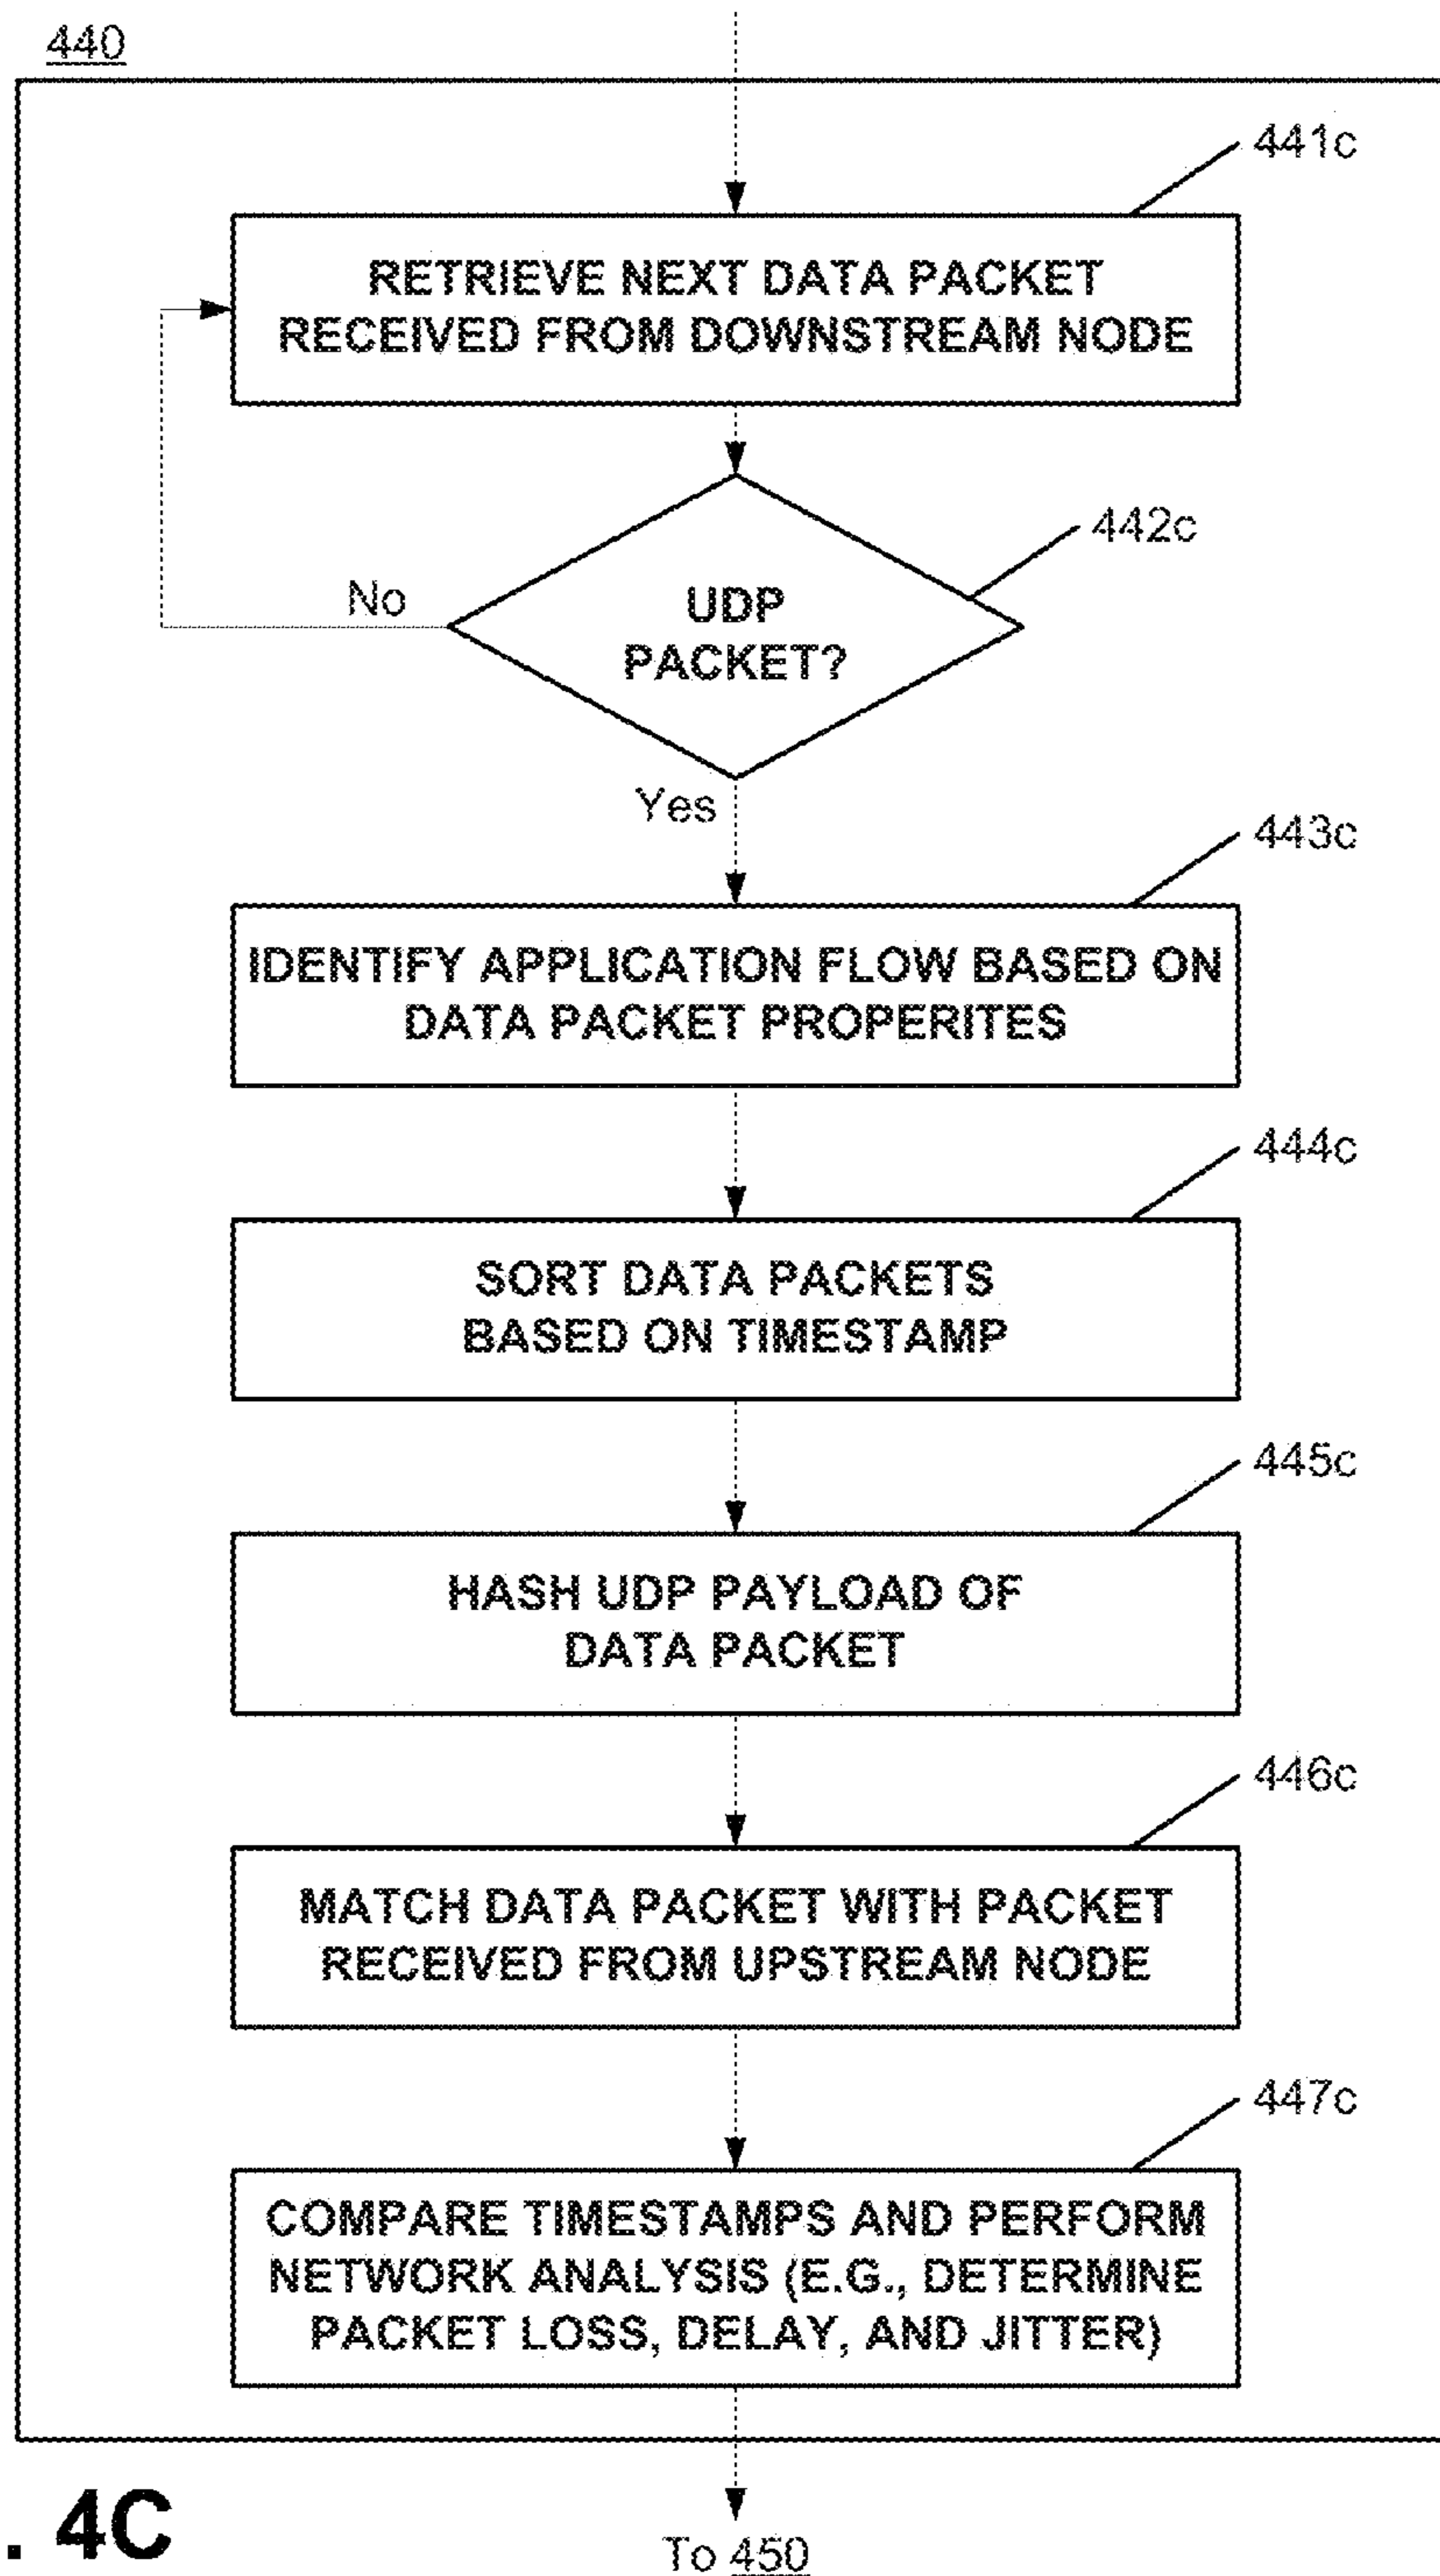 440
441c
RETRIEVE NEXT DATA PACKET
RECEIVED FROM DOWNSTREAM NODE
442c
No
UDP
PACKET?
Yes
443c
IDENTIFY APPLICATION FLOW BASED ON
DATA PACKET PROPERITES
444c
SORT DATA PACKETS
BASED ON TIMESTAMP
445c
HASH UDP PAYLOAD OF
DATA PACKET
446c
MATCH DATA PACKET WITH PACKET
RECEIVED FROM UPSTREAM NODE
447c
COMPARE TIMESTAMPS AND PERFORM
NETWORK ANALYSIS (E.G., DETERMINE
PACKET LOSS, DELAY, AND JITTER)
. 4C
To 450